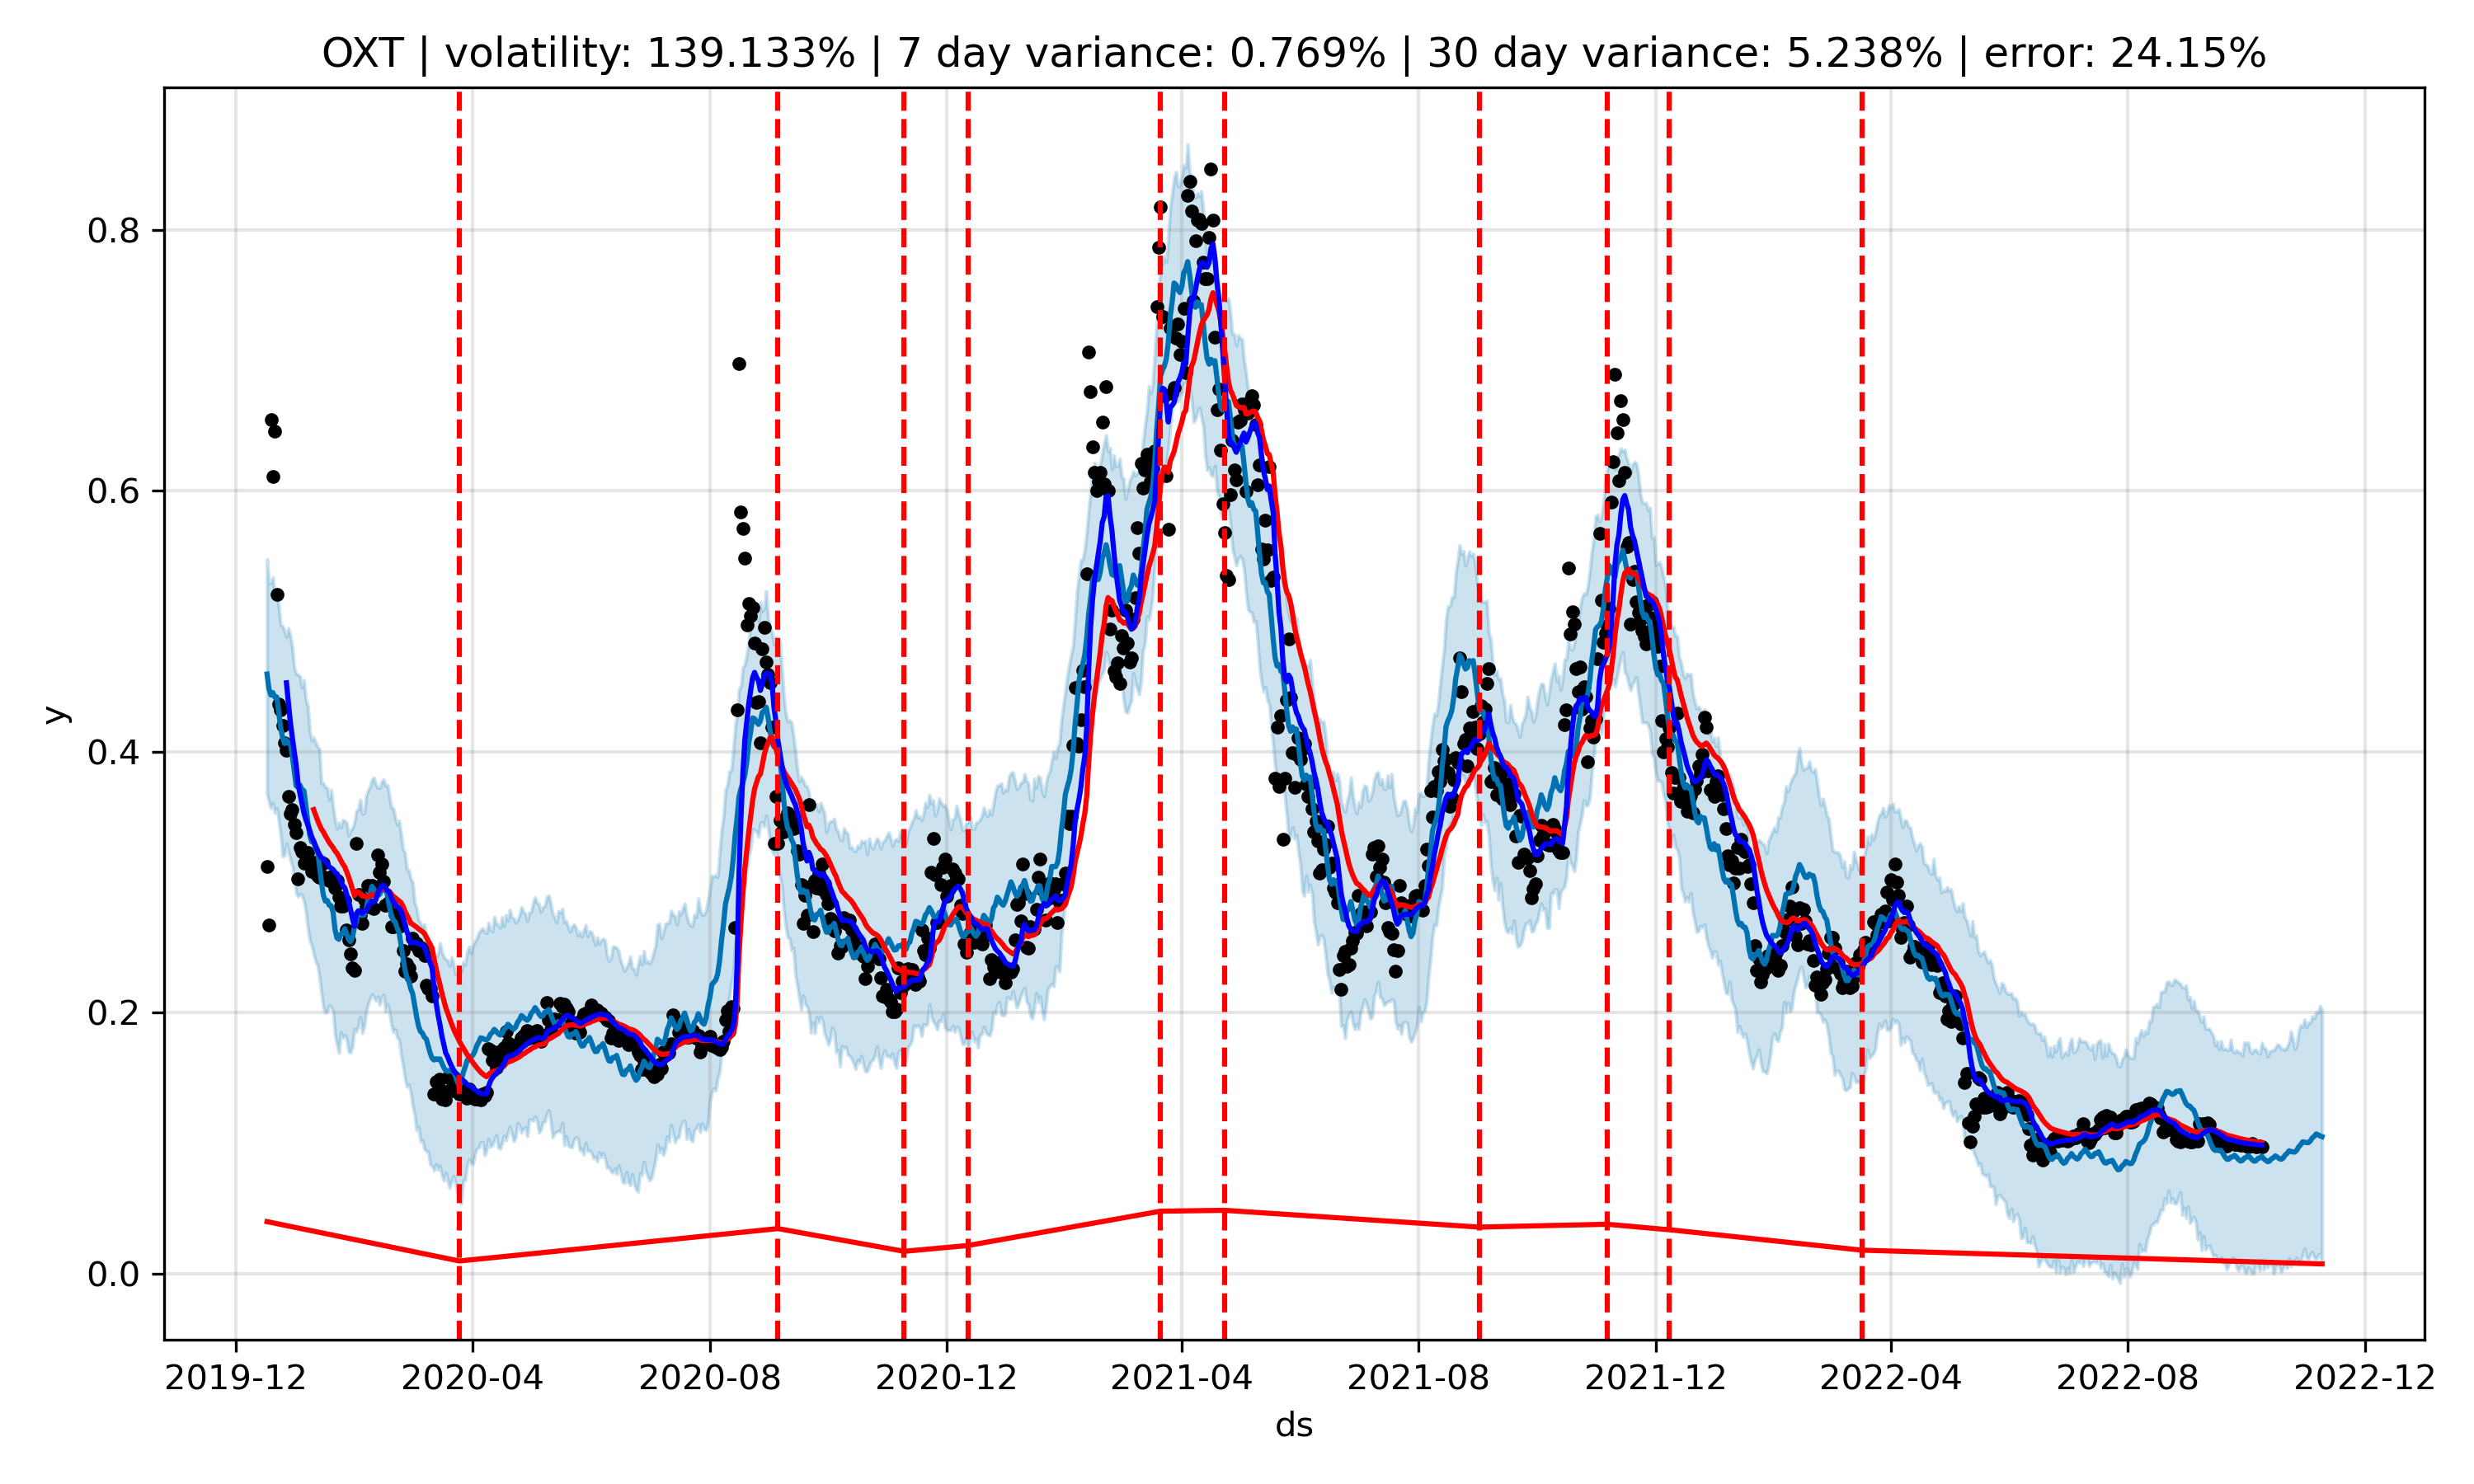 OXT | volatility: 139.133% | 7 day variance: 0.769% | 30 day variance: 5.238% | error: 24.15%
y
0.8
0.6
0.4
0.2
0.0
2019-12 2020-04 2020-08 2020-12 2021-04 2021-08 2021-12 2022-04 2022-08 2022-12
ds